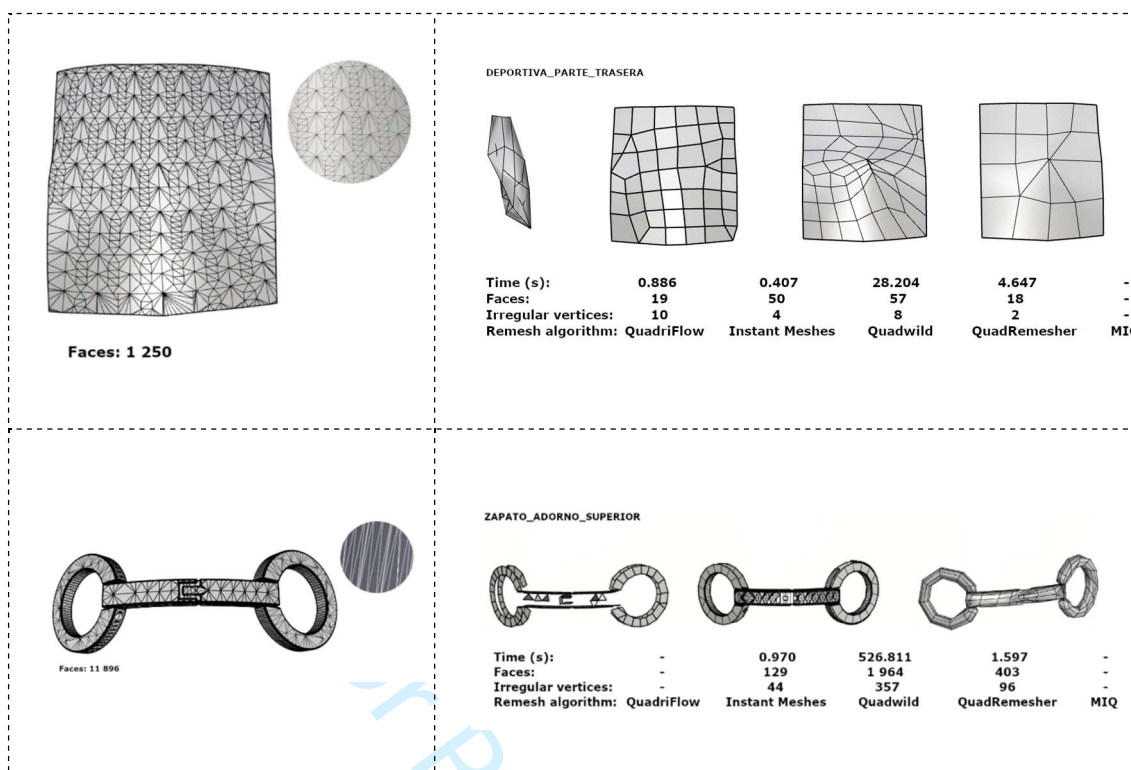 DEPORTIVA_PARTE_TRASERA
Time (s): 0.886 0.407 28.204 4.647 -
Faces: 19 50 57 18 -
Irregular vertices: 10 4 8 2 -
Remesh algorithm: QuadriFlow Instant Meshes Quadwild QuadRemesher MI
Faces: 1 250
ZAPATO_ADORNO_SUPERIOR
Time (s): - 0.970 526.811 1.597 -
Faces: - 129 1 964 403 -
Irregular vertices: - 44 357 96 -
Remesh algorithm: QuadriFlow Instant Meshes Quadwild QuadRemesher MIQ
Faces: 11 896